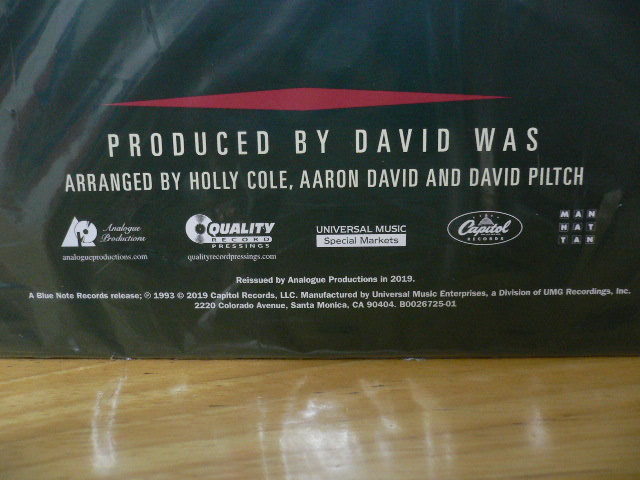 PRODUCED BY DAVID WAS
ARRANGED BY HOLLY COLE, AARON DAVID AND DAVID PILTCH
Analogue
Productions
analogueproductions.com
QUALITY
RECORD
PRESSINGS
qualityrecordpressings.com
UNIVERSAL MUSIC
Special Markets
Capitol
RECORDS
MAN
HAT
TAN
Reissued by Analogue Productions in 2019.
A Blue Note Records release; ℗ 1993 © 2019 Capitol Records, LLC. Manufactured by Universal Music Enterprises, a Division of UMG Recordings, Inc.
2220 Colorado Avenue, Santa Monica, CA 90404. B0026725-01